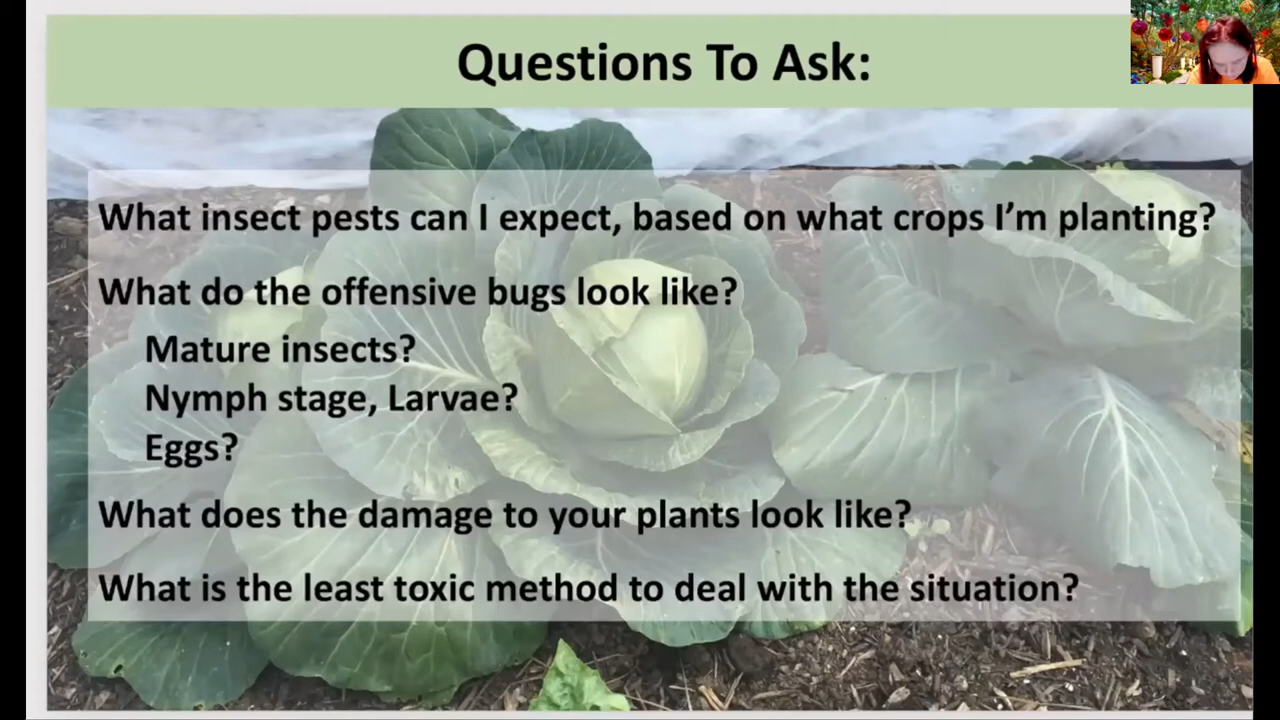 Questions To Ask:
What insect pests can I expect, based on what crops I’m planting?
What do the offensive bugs look like?
Mature insects?
Nymph stage, Larvae?
Eggs?
What does the damage to your plants look like?
What is the least toxic method to deal with the situation?